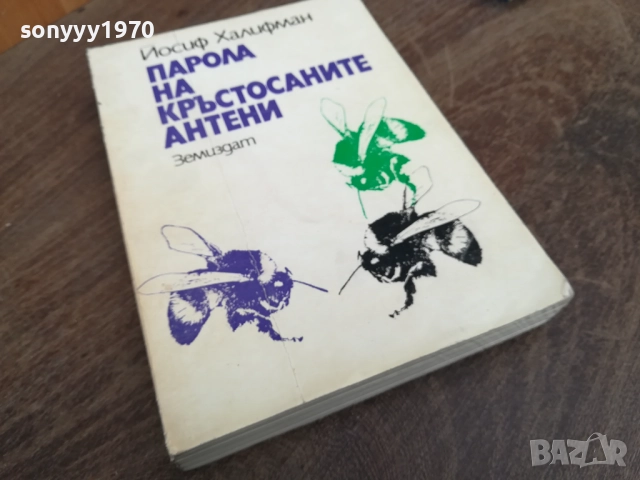 sonyyy1970
Йосиф Халифман
ПАРОЛА
НА
КРЪСТОСАНИТЕ
АНТЕНИ
Земиздат
BAZAR